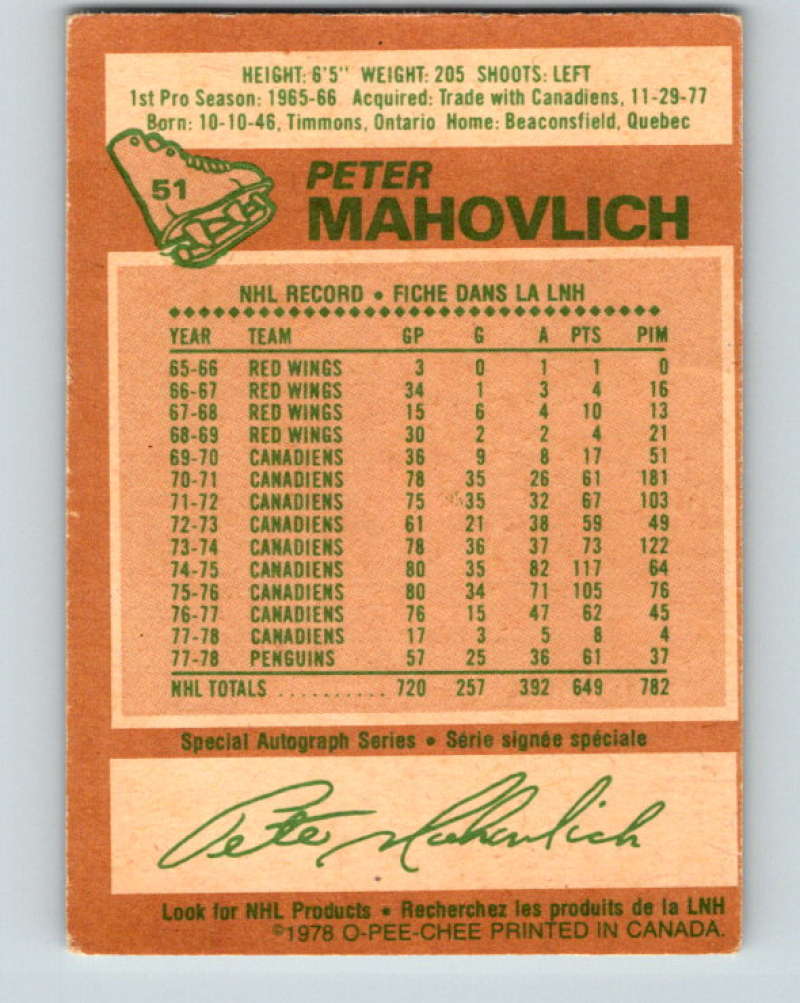 HEIGHT: 6'5" WEIGHT: 205 SHOOTS: LEFT
1st Pro Season: 1965-66 Acquired: Trade with Canadiens, 11-29-77
Born: 10-10-46, Timmons, Ontario Home: Beaconsfield, Quebec
51
PETER
MAHOVLICH
NHL RECORD • FICHE DANS LA LNH
YEAR TEAM GP G A PTS PIM
65-66 RED WINGS 3 0 1 1 0
66-67 RED WINGS 34 1 3 4 16
67-68 RED WINGS 15 6 4 10 13
68-69 RED WINGS 30 2 2 4 21
69-70 CANADIENS 36 9 8 17 51
70-71 CANADIENS 78 35 26 61 181
71-72 CANADIENS 75 35 32 67 103
72-73 CANADIENS 61 21 38 59 49
73-74 CANADIENS 78 36 37 73 122
74-75 CANADIENS 80 35 82 117 64
75-76 CANADIENS 80 34 71 105 76
76-77 CANADIENS 76 15 47 62 45
77-78 CANADIENS 17 3 5 8 4
77-78 PENGUINS 57 25 36 61 37
NHL TOTALS ........... 720 257 392 649 782
Special Autograph Series • Série signée spéciale
Peter Mahovlich
Look for NHL Products • Recherchez les produits de la LNH
©1978 O-PEE-CHEE PRINTED IN CANADA.